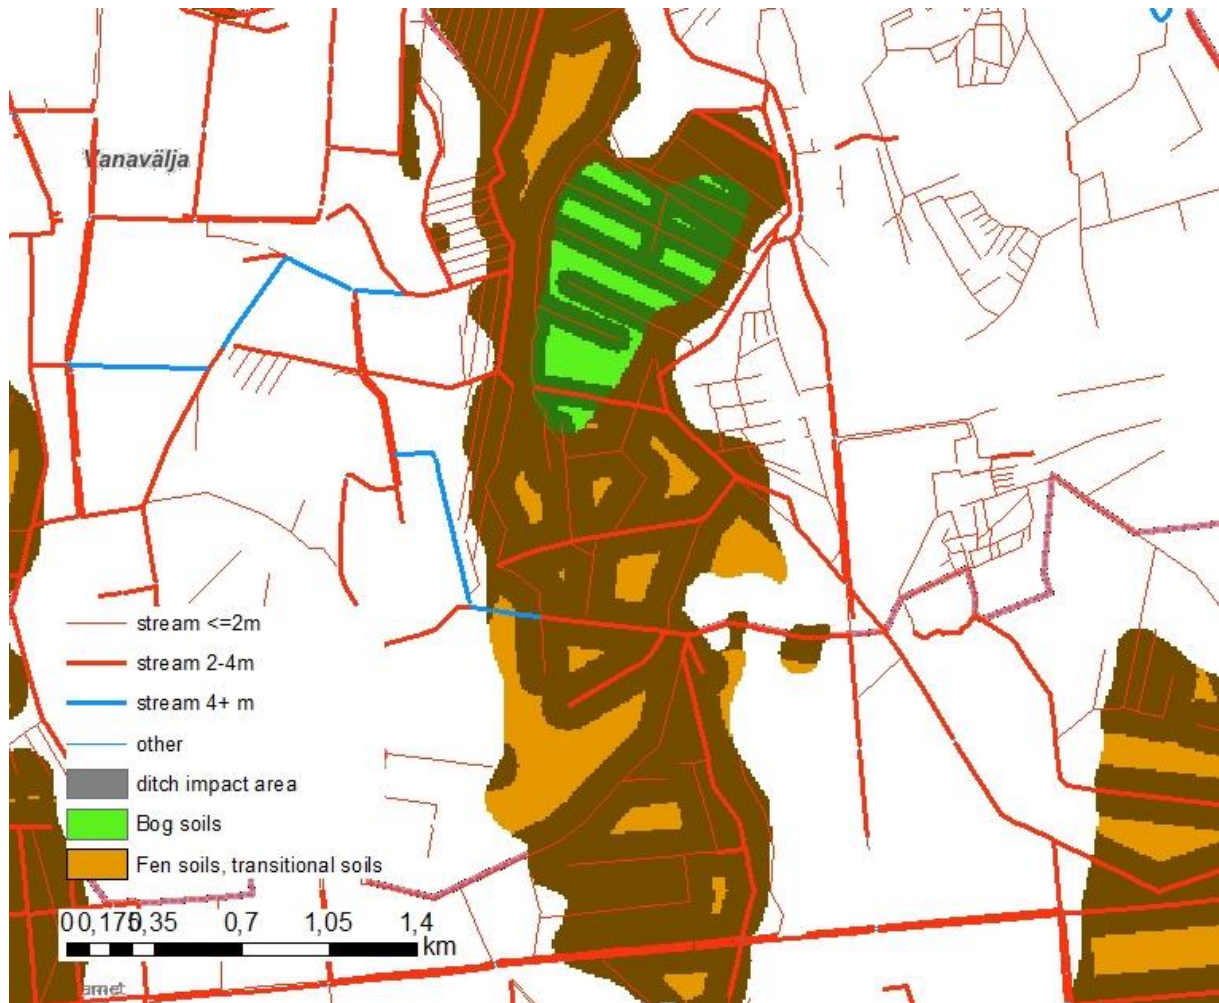 Vanavälja
stream <=2m
stream 2-4m
stream 4+ m
other
ditch impact area
Bog soils
Fen soils, transitional soils
0 0,175 0,35 0,7 1,05 1,4
km